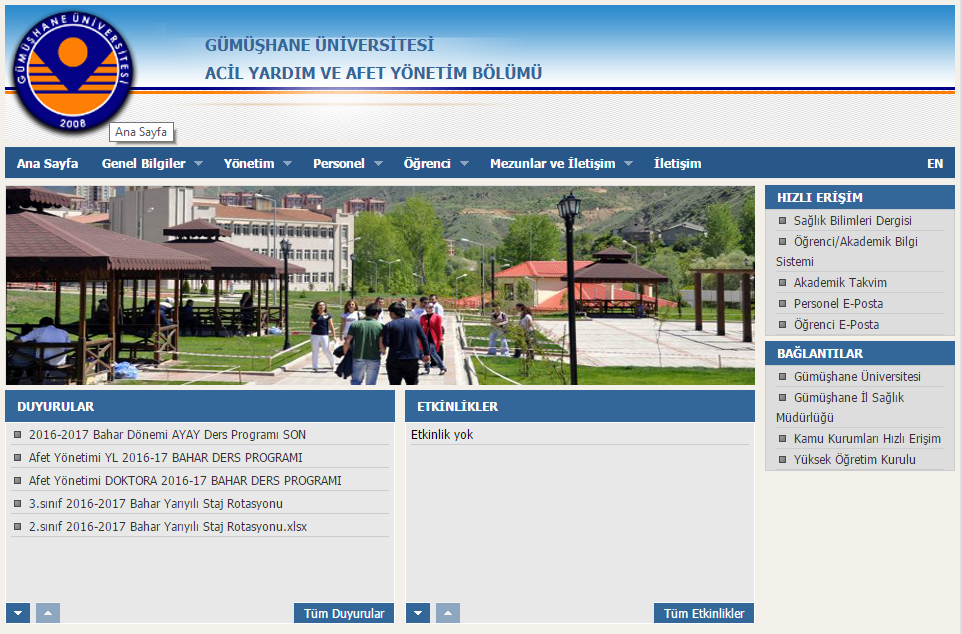 GÜMÜŞHANE ÜNİVERSİTESİ
2008
GÜMÜŞHANE ÜNİVERSİTESİ
ACİL YARDIM VE AFET YÖNETİM BÖLÜMÜ
Ana Sayfa
Ana Sayfa Genel Bilgiler Yönetim Personel Öğrenci Mezunlar ve İletişim İletişim EN
HIZLI ERİŞİM
Sağlık Bilimleri Dergisi
Öğrenci/Akademik Bilgi
Sistemi
Akademik Takvim
Personel E-Posta
Öğrenci E-Posta
BAĞLANTILAR
Gümüşhane Üniversitesi
Gümüşhane İl Sağlık
Müdürlüğü
Kamu Kurumları Hızlı Erişim
Yüksek Öğretim Kurulu
DUYURULAR
2016-2017 Bahar Dönemi AYAY Ders Programı SON
Afet Yönetimi YL 2016-17 BAHAR DERS PROGRAMI
Afet Yönetimi DOKTORA 2016-17 BAHAR DERS PROGRAMI
3.sınıf 2016-2017 Bahar Yarıyılı Staj Rotasyonu
2.sınıf 2016-2017 Bahar Yarıyılı Staj Rotasyonu.xlsx
Tüm Duyurular
ETKİNLİKLER
Etkinlik yok
Tüm Etkinlikler